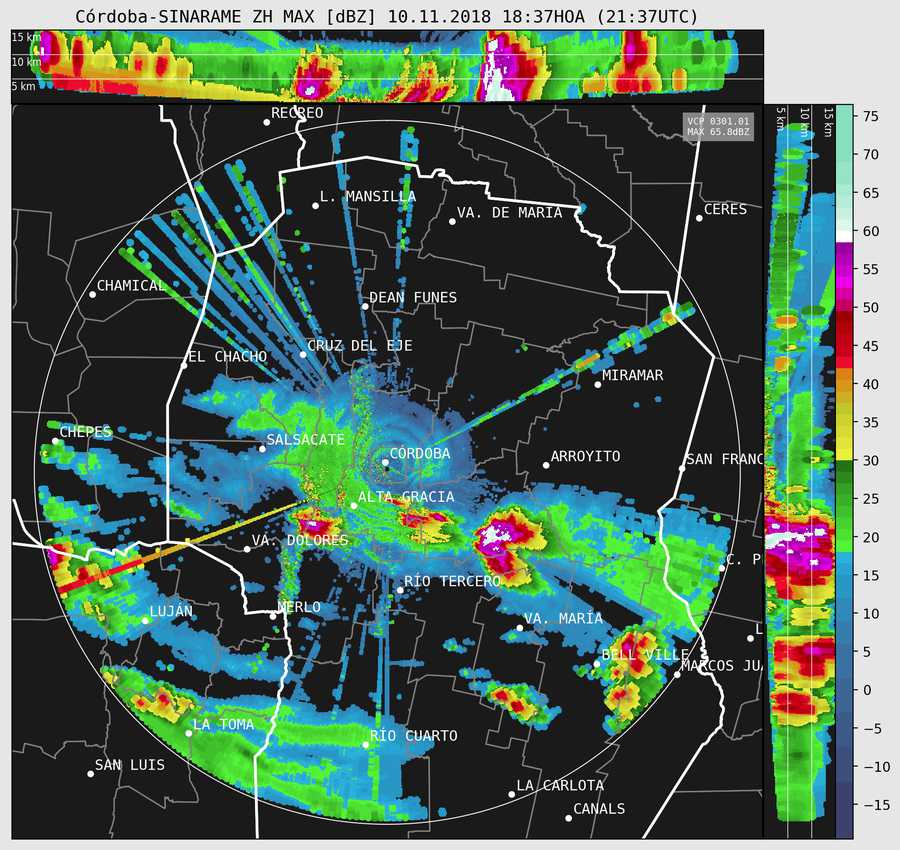 Córdoba-SINARAME ZH MAX [dBZ] 10.11.2018 18:37HOA (21:37UTC)
15 km
10 km
5 km
5 km
10 km
15 km
VCP 0301.01
MAX 65.8dBZ
RECREO
L. MANSILLA
VA. DE MARÍA
CERES
CHAMICAL
DEAN FUNES
CRUZ DEL EJE
EL CHACHO
MIRAMAR
CHEPES
SALSACATE
CÓRDOBA
ARROYITO
SAN FRANC
ALTA GRACIA
VA. DOLORES
C. P
RÍO TERCERO
LUJÁN
MERLO
VA. MARÍA
L
BELL VILLE
MARCOS JU
LA TOMA
RÍO CUARTO
SAN LUIS
LA CARLOTA
CANALS
75
70
65
60
55
50
45
40
35
30
25
20
15
10
5
0
−5
−10
−15